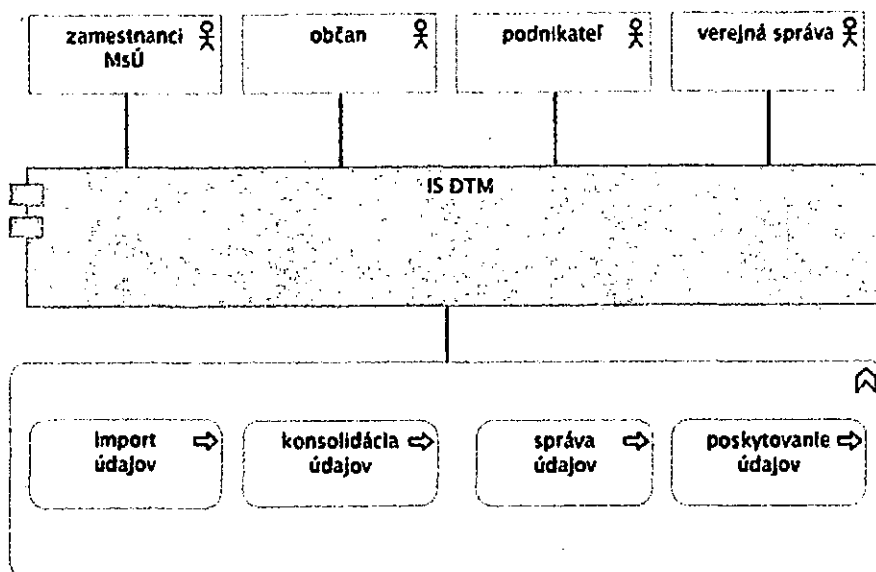 zamestnanci
MsÚ
občan
podnikateľ
verejná správa
IS DTM
import
údajov
konsolidácia
údajov
správa
údajov
poskytovanie
údajov